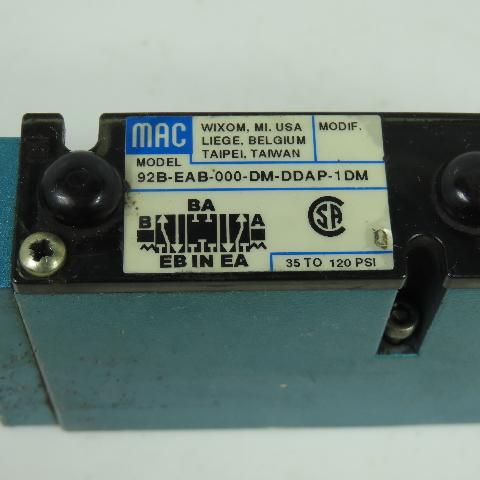 MAC
WIXOM, MI. USA
LIEGE, BELGIUM
TAIPEI, TAIWAN
MODIF.
MODEL
92B-EAB-000-DM-DDAP-1DM
BA
B A
EB IN EA
SA
35 TO 120 PSI